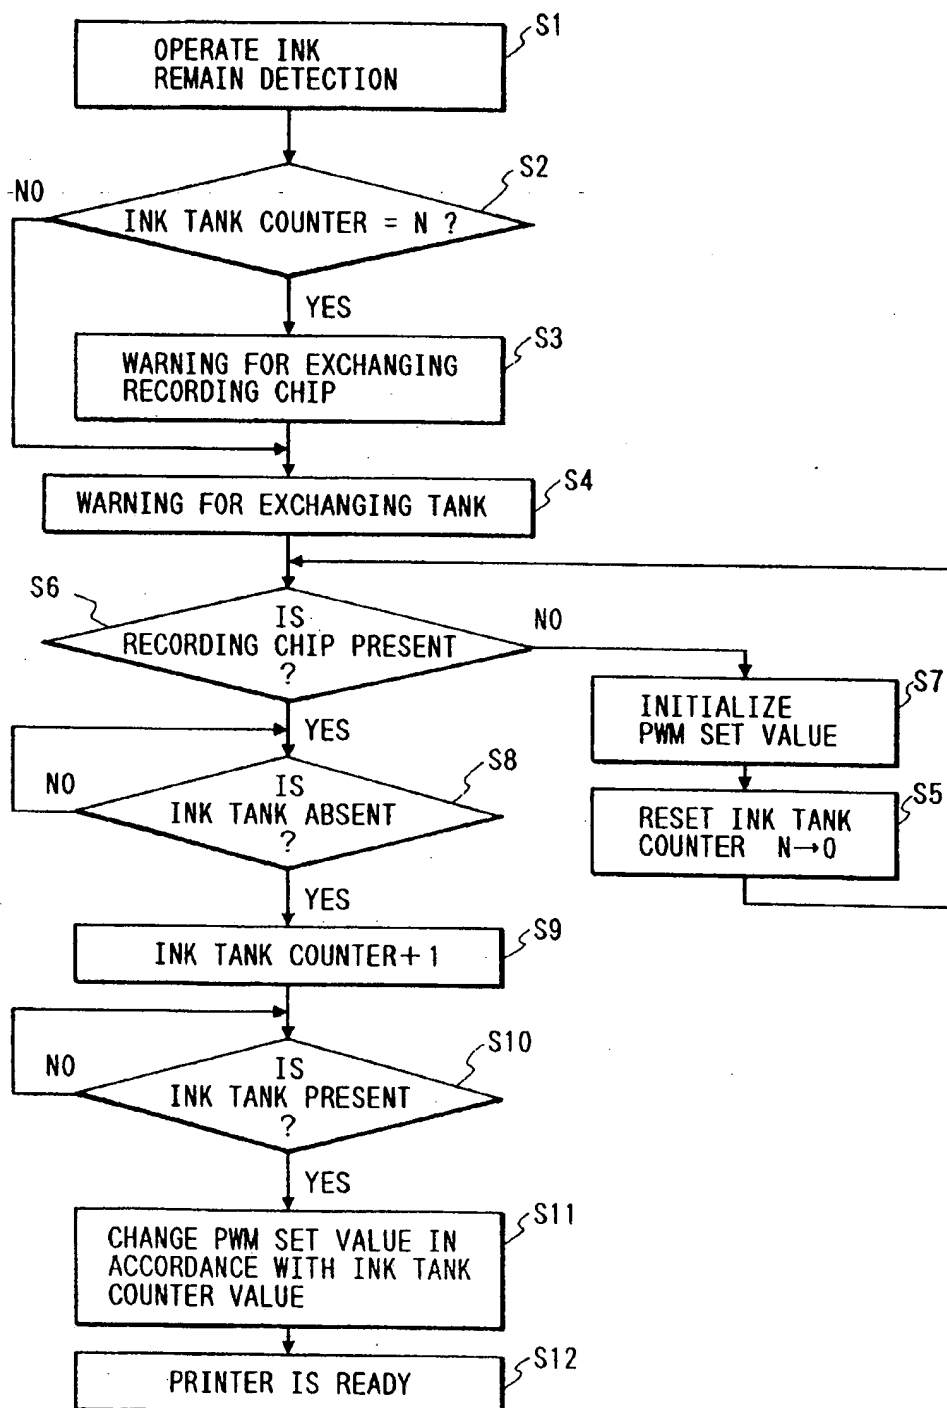 S1
OPERATE INK
REMAIN DETECTION
S2
NO
INK TANK COUNTER = N ?
YES
S3
WARNING FOR EXCHANGING
RECORDING CHIP
S4
WARNING FOR EXCHANGING TANK
S6
IS
RECORDING CHIP PRESENT
?
NO
YES
S7
INITIALIZE
PWM SET VALUE
S8
NO
IS
INK TANK ABSENT
?
S5
RESET INK TANK
COUNTER N→0
YES
S9
INK TANK COUNTER+1
S10
NO
IS
INK TANK PRESENT
?
YES
S11
CHANGE PWM SET VALUE IN
ACCORDANCE WITH INK TANK
COUNTER VALUE
S12
PRINTER IS READY